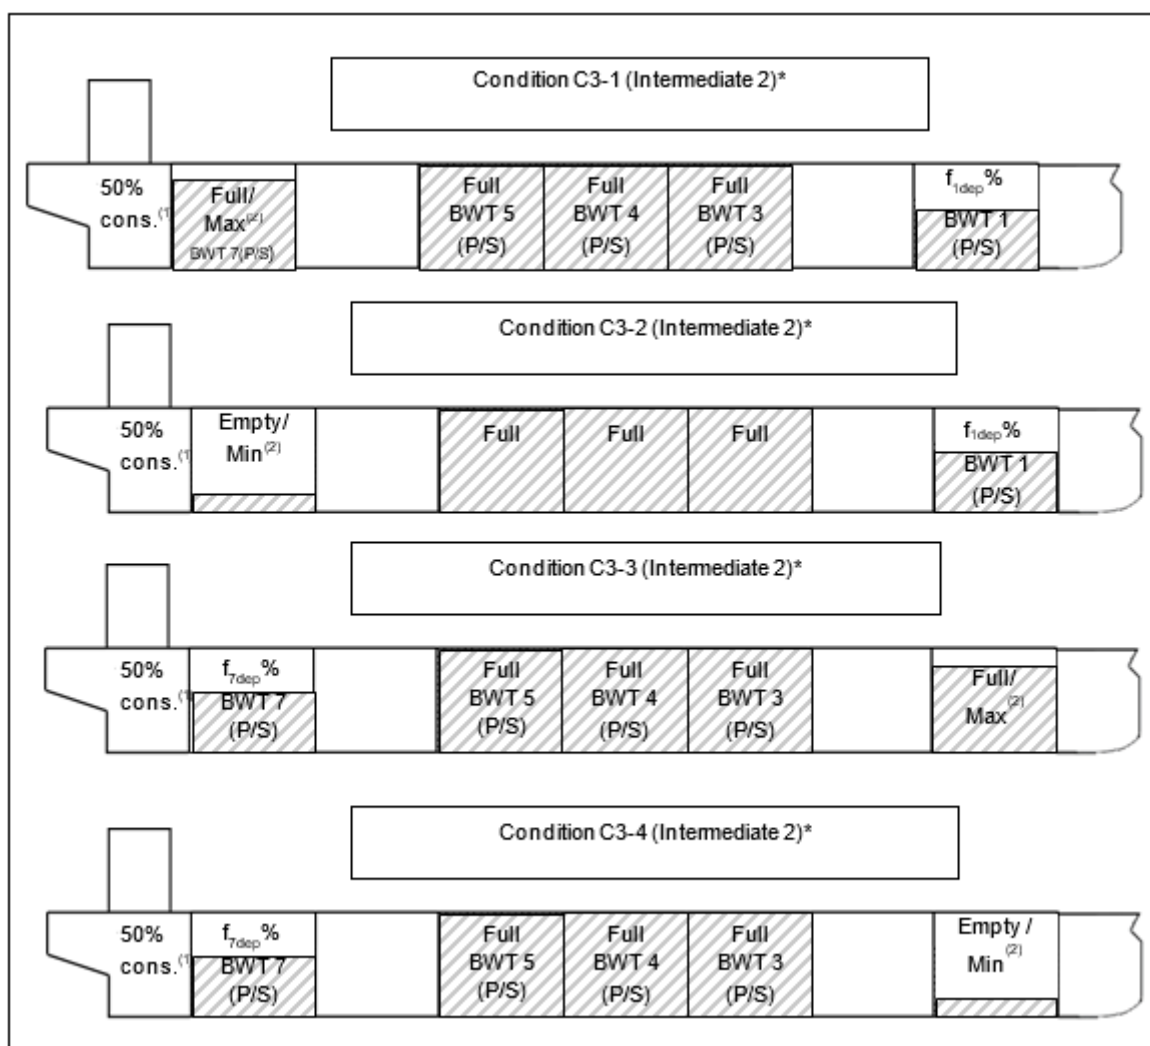 Condition C3-1 (Intermediate 2)*
50%
cons.(1
Full/
Max(2)
BWT 7(P/S)
Full
BWT 5
(P/S)
Full
BWT 4
(P/S)
Full
BWT 3
(P/S)
f1dep%
BWT 1
(P/S)
Condition C3-2 (Intermediate 2)*
50%
cons.(1
Empty/
Min(2)
Full
Full
Full
f1dep%
BWT 1
(P/S)
Condition C3-3 (Intermediate 2)*
50%
cons.(1
f7dep%
BWT 7
(P/S)
Full
BWT 5
(P/S)
Full
BWT 4
(P/S)
Full
BWT 3
(P/S)
Full/
Max(2)
Condition C3-4 (Intermediate 2)*
50%
cons.(1
f7dep%
BWT 7
(P/S)
Full
BWT 5
(P/S)
Full
BWT 4
(P/S)
Full
BWT 3
(P/S)
Empty /
Min(2)